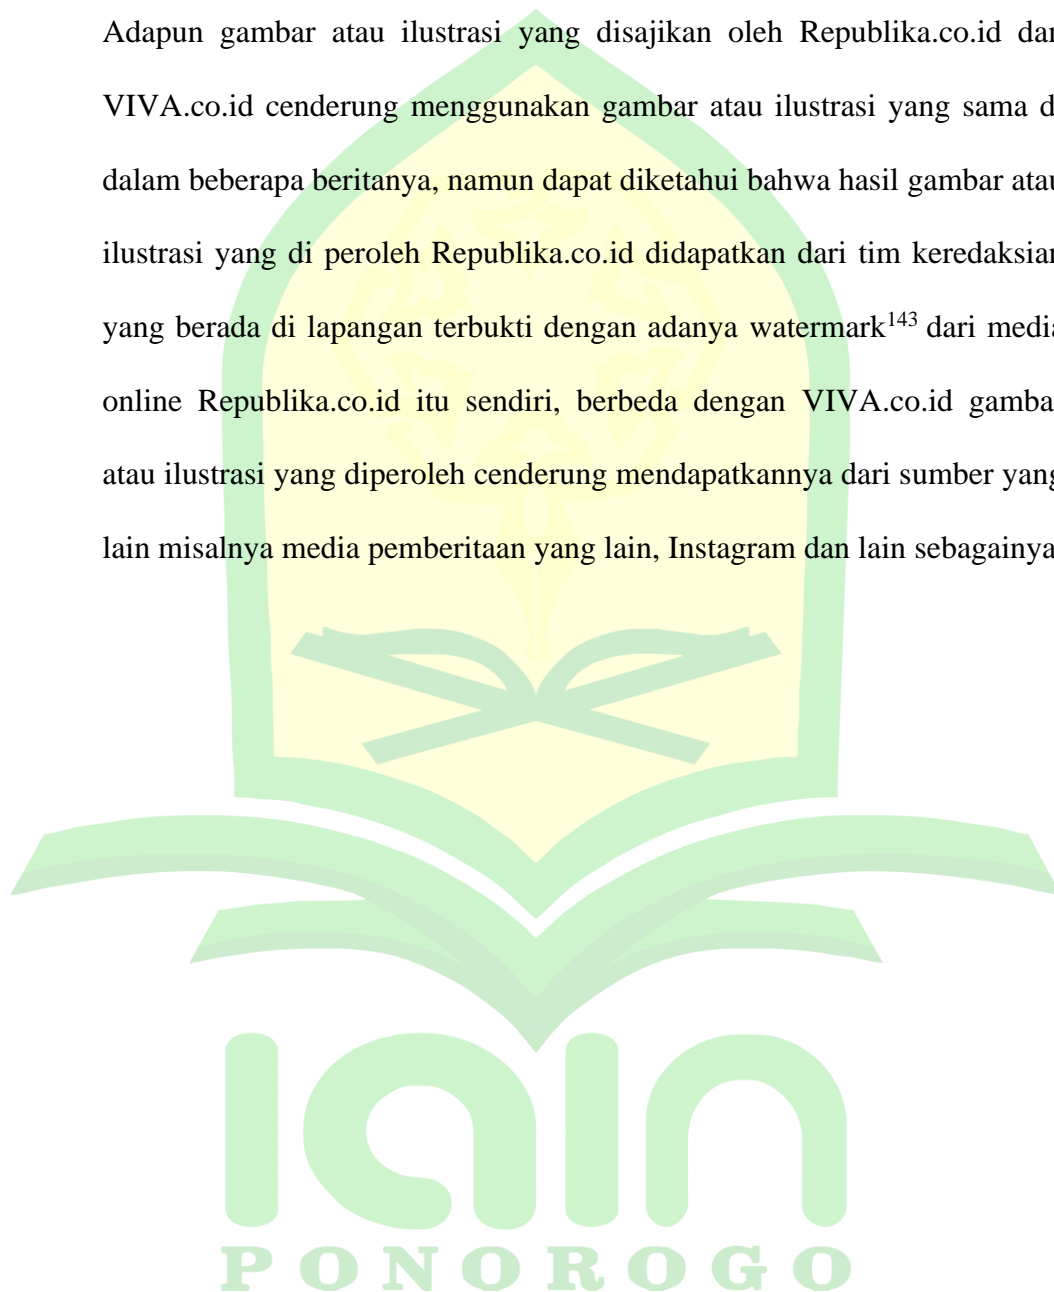 Adapun gambar atau ilustrasi yang disajikan oleh Republika.co.id dan
VIVA.co.id cenderung menggunakan gambar atau ilustrasi yang sama d
dalam beberapa beritanya, namun dapat diketahui bahwa hasil gambar atau
ilustrasi yang di peroleh Republika.co.id didapatkan dari tim keredaksian
yang berada di lapangan terbukti dengan adanya watermark143 dari media
online Republika.co.id itu sendiri, berbeda dengan VIVA.co.id gamba
atau ilustrasi yang diperoleh cenderung mendapatkannya dari sumber yang
lain misalnya media pemberitaan yang lain, Instagram dan lain sebagainya
iain
PONOROGO